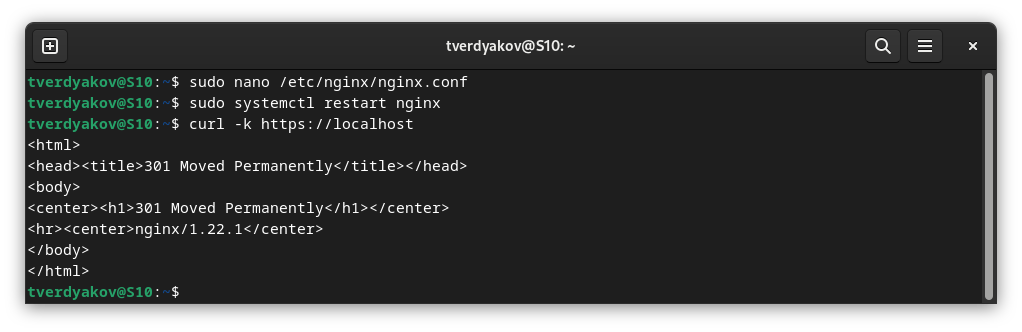 tverdyakov@S10: ~
tverdyakov@S10:~$ sudo nano /etc/nginx/nginx.conf
tverdyakov@S10:~$ sudo systemctl restart nginx
tverdyakov@S10:~$ curl -k https://localhost
<html>
<head><title>301 Moved Permanently</title></head>
<body>
<center><h1>301 Moved Permanently</h1></center>
<hr><center>nginx/1.22.1</center>
</body>
</html>
tverdyakov@S10:~$